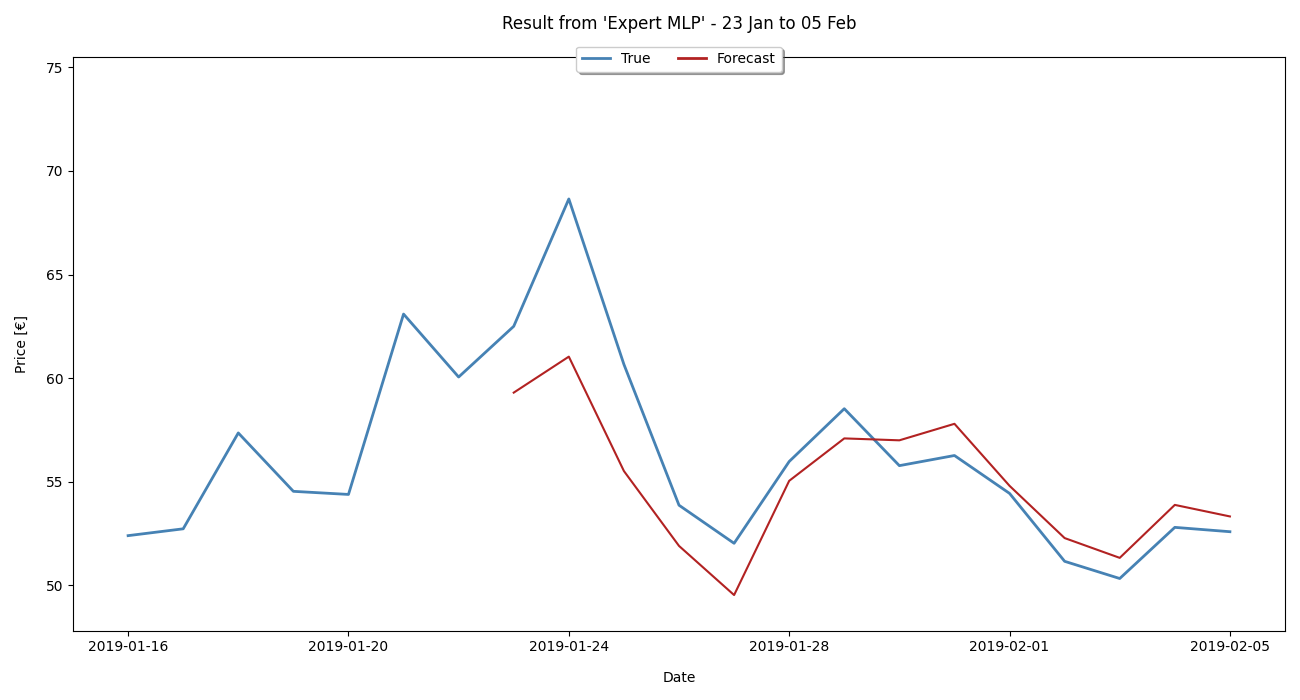 Result from 'Expert MLP' - 23 Jan to 05 Feb
True Forecast
75
70
65
60
55
50
Price [€]
2019-01-16 2019-01-20 2019-01-24 2019-01-28 2019-02-01 2019-02-05
Date